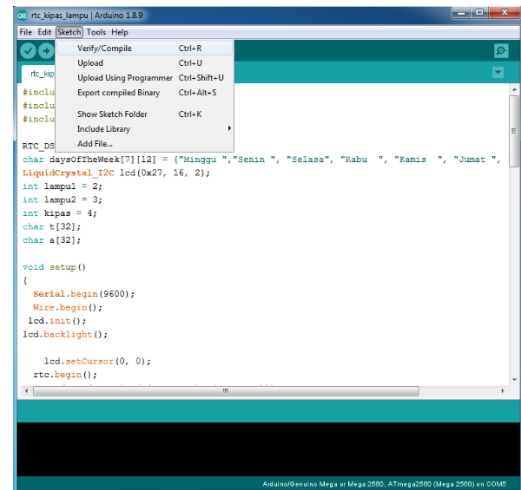 rtc_kipas_lampu | Arduino 1.8.9
File Edit Sketch Tools Help
Verify/Compile Ctrl+R
Upload Ctrl+U
Upload Using Programmer Ctrl+Shift+U
Export compiled Binary Ctrl+Alt+S
Show Sketch Folder Ctrl+K
Include Library
Add File...
rtc_kip
#inclu
#inclu
#inclu
RTC_DS
char daysOfTheWeek[7][12] = {"Minggu ","Senin ", "Selasa", "Rabu  ", "Kamis  ", "Jumat ",
LiquidCrystal_I2C lcd(0x27, 16, 2);
int lampu1 = 2;
int lampu2 = 3;
int kipas = 4;
char t[32];
char a[32];
void setup()
{
Serial.begin(9600);
Wire.begin();
lcd.init();
lcd.backlight();
lcd.setCursor(0, 0);
rtc.begin();
Arduino/Genuino Mega or Mega 2560, ATmega2560 (Mega 2560) on COM5